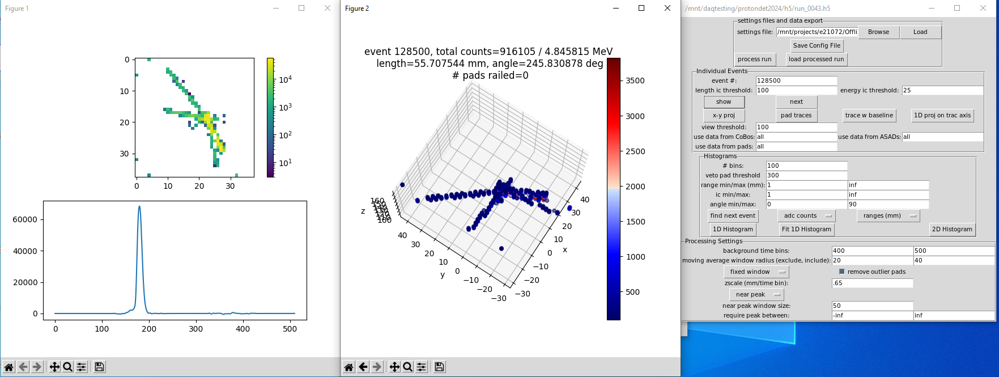 Figure 1
0
10
20
30
0
10
20
30
10^4
10^3
10^2
10^1
60000
40000
20000
0
0
100
200
300
400
500
Figure 2
event 128500, total counts=916105 / 4.845815 MeV
length=55.707544 mm, angle=245.830878 deg
# pads railed=0
3500
3000
2500
2000
1500
1000
500
z
160
150
140
130
120
110
100
40
30
20
10
0
−10
−20
−30
y
40
30
20
10
0
−10
−20
−30
x
/mnt/daqtesting/protondet2024/h5/run_0043.h5
settings files and data export
settings file: /mnt/projects/e21072/Offli Browse Load
Save Config File
process run load processed run
Individual Events
event #: 128500
length ic threshold: 100 energy ic threshold: 25
show next
x-y proj pad traces trace w baseline 1D proj on trac axis
view threshold: 100
use data from CoBos: all use data from ASADs: all
use data from pads: all
Histograms
# bins: 100
veto pad threshold 300
range min/max (mm): 1 inf
ic min/max: 1 inf
angle min/max: 0 90
find next event adc counts ranges (mm)
1D Histogram Fit 1D Histogram 2D Histogram
Processing Settings
background time bins: 400 500
moving average window radius (exclude, include): 20 40
fixed window remove outlier pads
zscale (mm/time bin): .65
near peak
near peak window size: 50
require peak between: -inf inf